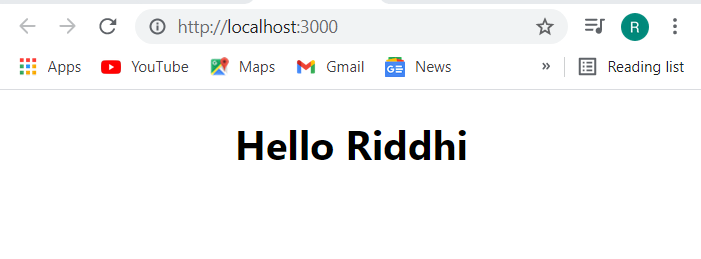 http://localhost:3000 R
Apps YouTube Maps Gmail News » Reading list
Hello Riddhi